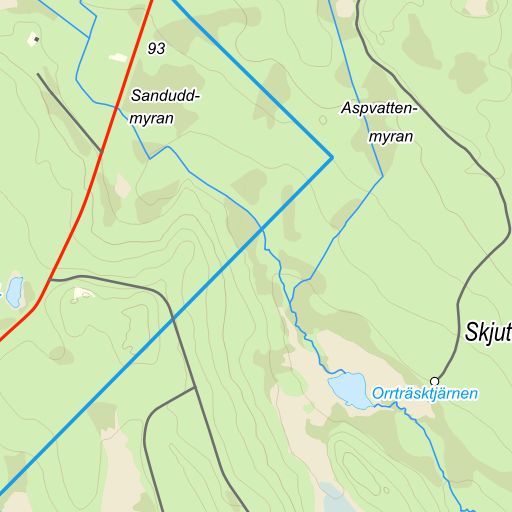 93
Sandudd-
myran
Aspvatten-
myran
Skjut
Orrträsktjärnen